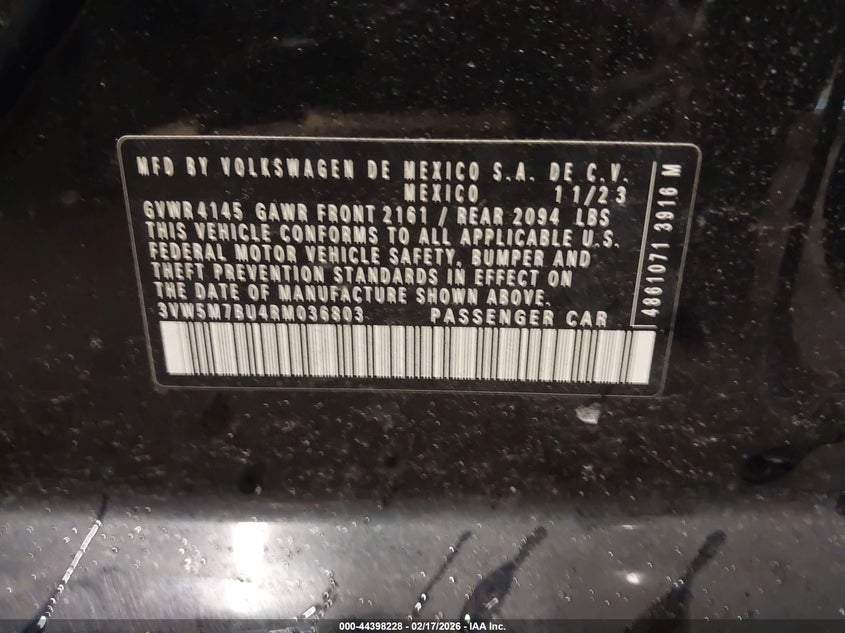 MFD BY VOLKSWAGEN DE MEXICO S.A. DE C.V.
MEXICO 11/23
GVWR 4145 GAWR FRONT 2161 / REAR 2094 LBS
THIS VEHICLE CONFORMS TO ALL APPLICABLE U.S.
FEDERAL MOTOR VEHICLE SAFETY, BUMPER AND
THEFT PREVENTION STANDARDS IN EFFECT ON
THE DATE OF MANUFACTURE SHOWN ABOVE.
3VW5M7BU4RM036803 PASSENGER CAR
4861071 3916 M
000-44398228 - 02/17/2026 - IAA Inc.